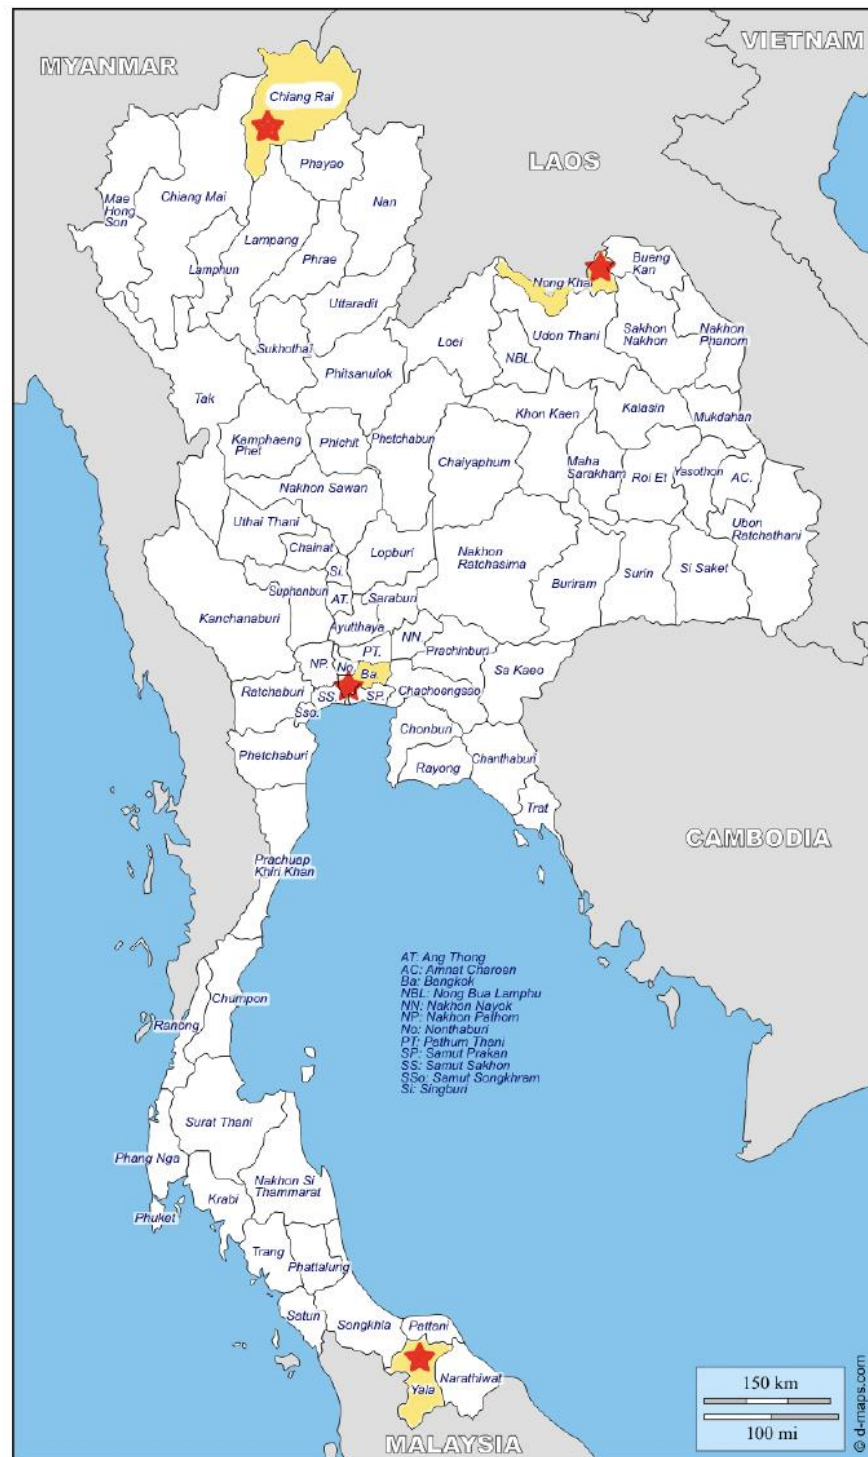 VIETNAM
MYANMAR
Chiang Rai
LAOS
Phayao
Mae
Hong
Son
Chiang Mai
Nan
Lampang
Phrae
Lamphun
Bueng
Kan
Nong Khai
Uttaradit
Udon Thani
Sakhon
Nakhon
Nakhon
Phanom
Loei
NBL.
Sukhothai
Phitsanulok
Tak
Khon Kaen
Kalasin
Mukdahan
Kamphaeng
Phet
Phichit
Phetchabun
Chaiyaphum
Maha
Sarakham
Roi Et
Yasothon
AC.
Nakhon Sawan
Uthai Thani
Ubon
Ratchathani
Chainat
Lopburi
Nakhon
Ratchasima
Si.
Buriram
Surin
Si Saket
Suphanburi
AT.
Saraburi
Kanchanaburi
Ayutthaya
NN.
PT.
Prachinburi
NP.
No.
Ba.
Sa Kaeo
Ratchaburi
SS.
SP.
Chachoengsao
Sso.
Chonburi
Phetchaburi
Rayong
Chanthaburi
Trat
CAMBODIA
Prachuap
Khiri Khan
AT: Ang Thong
AC: Amnat Charoen
Ba: Bangkok
NBL: Nong Bua Lamphu
NN: Nakhon Nayok
NP: Nakhon Pathom
No: Nonthaburi
PT: Pathum Thani
SP: Samut Prakan
SS: Samut Sakhon
SSo: Samut Songkhram
Si: Singburi
Chumpon
Ranong
Surat Thani
Phang Nga
Nakhon Si
Thammarat
Krabi
Phuket
Trang
Phattalung
Satun
Songkhla
Pattani
Yala
Narathiwat
MALAYSIA
150 km
100 mi
© d-maps.com